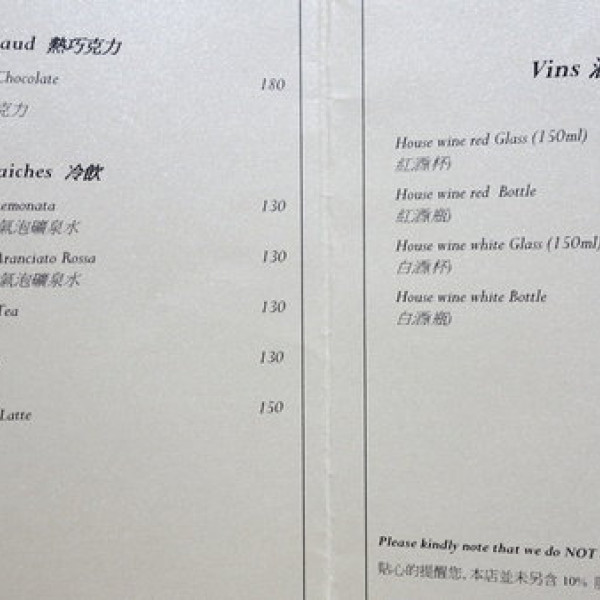 aud 熱巧克力
Chocolate 180
克力
aiches 冷飲
emonata 130
氣泡礦泉水
Aranciato Rossa 130
氣泡礦泉水
Tea 130
130
Latte 150
Vins 酒
House wine red Glass (150ml)
紅酒(杯)
House wine red Bottle
紅酒(瓶)
House wine white Glass (150ml)
白酒(杯)
House wine white Bottle
白酒(瓶)
Please kindly note that we do NOT
貼心的提醒您, 本店並未另含 10%